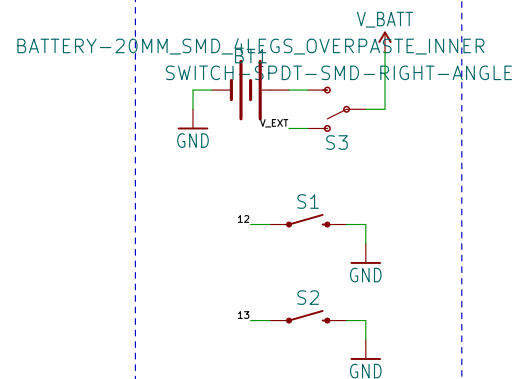 V_BATT
BATTERY-20MM_SMD_4LEGS_OVERPASTE_INNER
BT1
SWITCH-SPDT-SMD-RIGHT-ANGLE
V_EXT
GND
S3
S1
12
GND
S2
13
GND